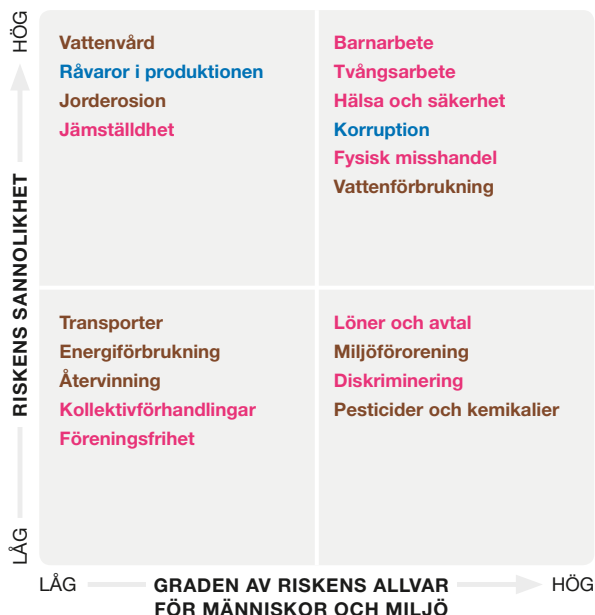 HÖG
RISKENS SANNOLIKHET
LÅG
Vattenvård
Råvaror i produktionen
Jorderosion
Jämställdhet
Barnarbete
Tvångsarbete
Hälsa och säkerhet
Korruption
Fysisk misshandel
Vattenförbrukning
Transporter
Energiförbrukning
Återvinning
Kollektivförhandlingar
Föreningsfrihet
Löner och avtal
Miljöförorening
Diskriminering
Pesticider och kemikalier
LÅG
GRADEN AV RISKENS ALLVAR
FÖR MÄNNISKOR OCH MILJÖ
HÖG